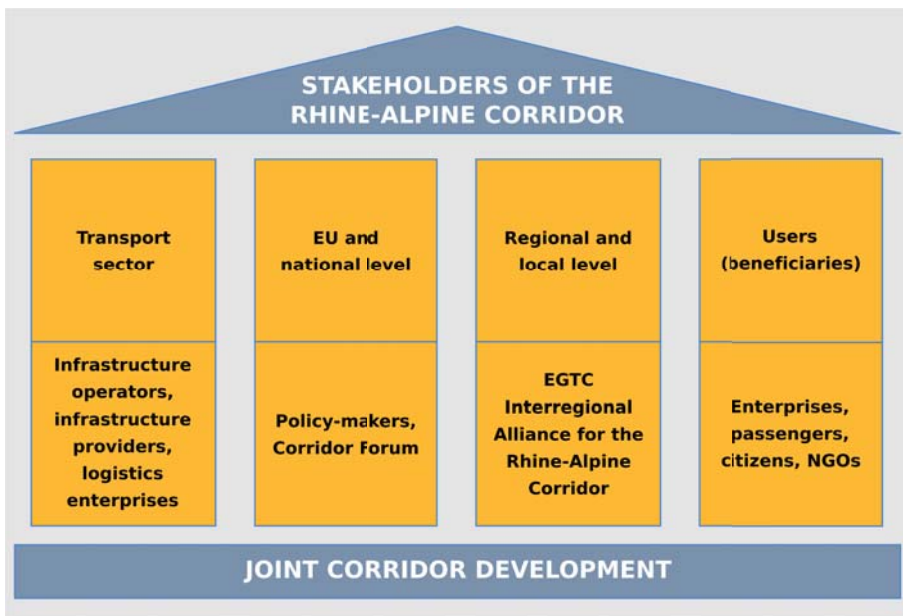 STAKEHOLDERS OF THE
RHINE-ALPINE CORRIDOR
Transport
sector
EU and
national level
Regional and
local level
Users
(beneficiaries)
Infrastructure
operators,
infrastructure
providers,
logistics
enterprises
Policy-makers,
Corridor Forum
EGTC
Interregional
Alliance for the
Rhine-Alpine
Corridor
Enterprises,
passengers,
citizens, NGOs
JOINT CORRIDOR DEVELOPMENT